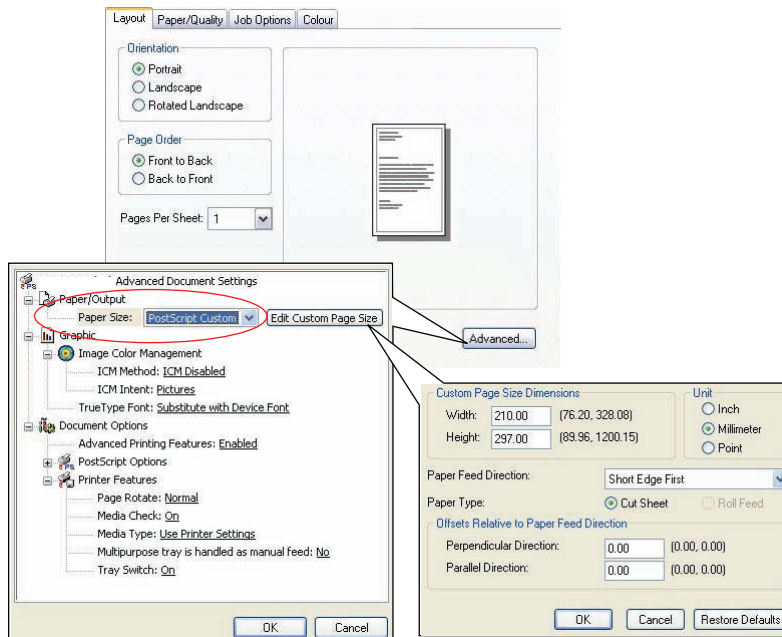 Layout Paper/Quality Job Options Colour
Orientation
Portrait
Landscape
Rotated Landscape
Page Order
Front to Back
Back to Front
Pages Per Sheet: 1
Advanced...
Advanced Document Settings
Paper/Output
Paper Size: PostScript Custom Edit Custom Page Size
Graphic
Image Color Management
ICM Method: ICM Disabled
ICM Intent: Pictures
TrueType Font: Substitute with Device Font
Document Options
Advanced Printing Features: Enabled
PostScript Options
Printer Features
Page Rotate: Normal
Media Check: On
Media Type: Use Printer Settings
Multipurpose tray is handled as manual feed: No
Tray Switch: On
OK Cancel
Custom Page Size Dimensions
Width: 210.00 (76.20, 328.08)
Height: 297.00 (89.96, 1200.15)
Unit
Inch
Millimeter
Point
Paper Feed Direction: Short Edge First
Paper Type: Cut Sheet Roll Feed
Offsets Relative to Paper Feed Direction
Perpendicular Direction: 0.00 (0.00, 0.00)
Parallel Direction: 0.00 (0.00, 0.00)
OK Cancel Restore Defaults